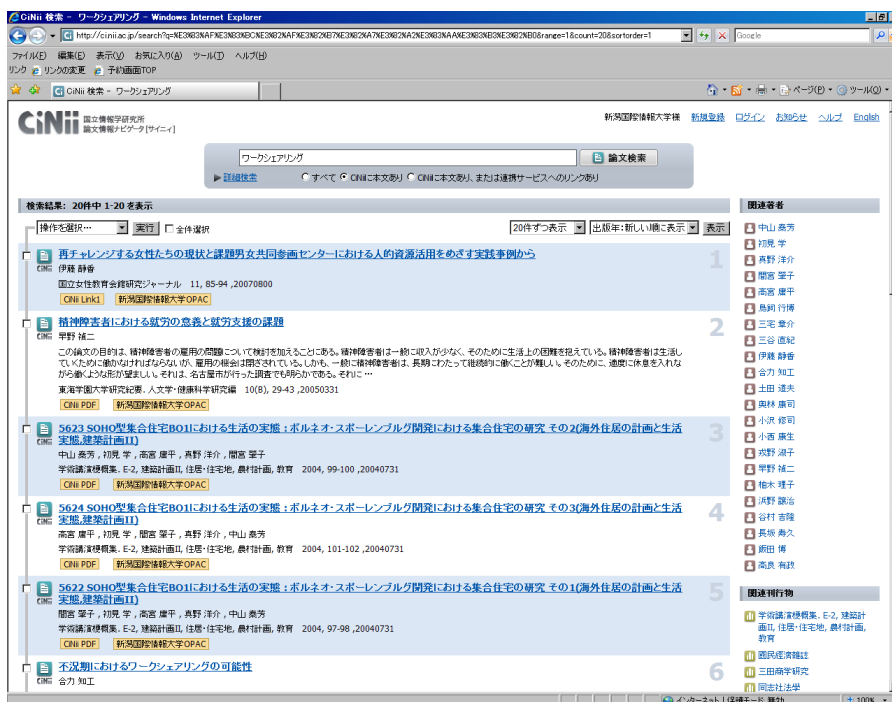 CiNii 検索 - ワークシェアリング - Windows Internet Explorer
http://ci.nii.ac.jp/search?q=%E3%83%AF%E3%83%BC%E3%82%AF%E3%82%B7%E3%82%A7%E3%82%A2%E3%83%AA%E3%83%B3%E3%82%B0&range=1&count=20&sortorder=1
Google
ファイル(F) 編集(E) 表示(V) お気に入り(A) ツール(T) ヘルプ(H)
リンク リンクの変更 予約画面TOP
CiNii 検索 - ワークシェアリング
ページ(P) ツール(O)
CiNii 国立情報学研究所
論文情報ナビゲータ[サイニィ]
新潟国際情報大学様 新規登録 ログイン お知らせ ヘルプ English
ワークシェアリング 論文検索
詳細検索 すべて CiNiiに本文あり CiNiiに本文あり、または連携サービスへのリンクあり
検索結果: 20件中 1-20 を表示
操作を選択… 実行 全件選択 20件ずつ表示 出版年:新しい順に表示 表示
再チャレンジする女性たちの現状と課題男女共同参画センターにおける人的資源活用をめざす実践事例から 1
CiNii 伊藤 静香
国立女性教育会館研究ジャーナル 11, 85-94 ,20070800
CiNii Link1 新潟国際情報大学OPAC
精神障害者における就労の意義と就労支援の課題 2
CiNii 早野 禎二
この論文の目的は、精神障害者の雇用の問題について検討を加えることにある。精神障害者は一般に収入が少なく、そのために生活上の困難を抱えている。精神障害者は生活し
ていくために働かなければならないが、雇用の機会は閉ざされている。しかも、一般に精神障害者は、長期にわたって継続的に働くことが難しい。そのために、適度に休息を入れな
がら働くような形が望ましい。それは、名古屋市が行った調査でも明らかである。それに…
東海学園大学研究紀要. 人文学・健康科学研究編 10(B), 29-43 ,20050331
CiNii PDF 新潟国際情報大学OPAC
5623 SOHO型集合住宅BO1における生活の実態 : ボルネオ・スポーレンブルグ開発における集合住宅の研究 その2(海外住居の計画と生活 3
CiNii 実態,建築計画II)
中山 桑芳 , 初見 学 , 高宮 庸平 , 真野 洋介 , 間宮 翠子
学術講演梗概集. E-2, 建築計画II, 住居・住宅地, 農村計画, 教育 2004, 99-100 ,20040731
CiNii PDF 新潟国際情報大学OPAC
5624 SOHO型集合住宅BO1における生活の実態 : ボルネオ・スポーレンブルグ開発における集合住宅の研究 その3(海外住居の計画と生活 4
CiNii 実態,建築計画II)
高宮 庸平 , 初見 学 , 間宮 翠子 , 真野 洋介 , 中山 桑芳
学術講演梗概集. E-2, 建築計画II, 住居・住宅地, 農村計画, 教育 2004, 101-102 ,20040731
CiNii PDF 新潟国際情報大学OPAC
5622 SOHO型集合住宅BO1における生活の実態 : ボルネオ・スポーレンブルグ開発における集合住宅の研究 その1(海外住居の計画と生活 5
CiNii 実態,建築計画II)
間宮 翠子 , 初見 学 , 高宮 庸平 , 真野 洋介 , 中山 桑芳
学術講演梗概集. E-2, 建築計画II, 住居・住宅地, 農村計画, 教育 2004, 97-98 ,20040731
CiNii PDF 新潟国際情報大学OPAC
不況期におけるワークシェアリングの可能性 6
CiNii 合力 知工
関連著者
中山 桑芳
初見 学
真野 洋介
間宮 翠子
高宮 庸平
鳥飼 行博
三宅 章介
三谷 直紀
伊藤 静香
合力 知工
土田 道夫
奥林 康司
小沢 修司
小西 康生
戎野 淑子
早野 禎二
柏木 理子
浜野 譲治
谷村 吉隆
長坂 寿久
飯田 博
高良 有政
関連刊行物
学術講演梗概集. E-2, 建築計
画II, 住居・住宅地, 農村計画,
教育
國民經濟雜誌
三田商学研究
同志社法學
インターネット | 保護モード: 無効 100%